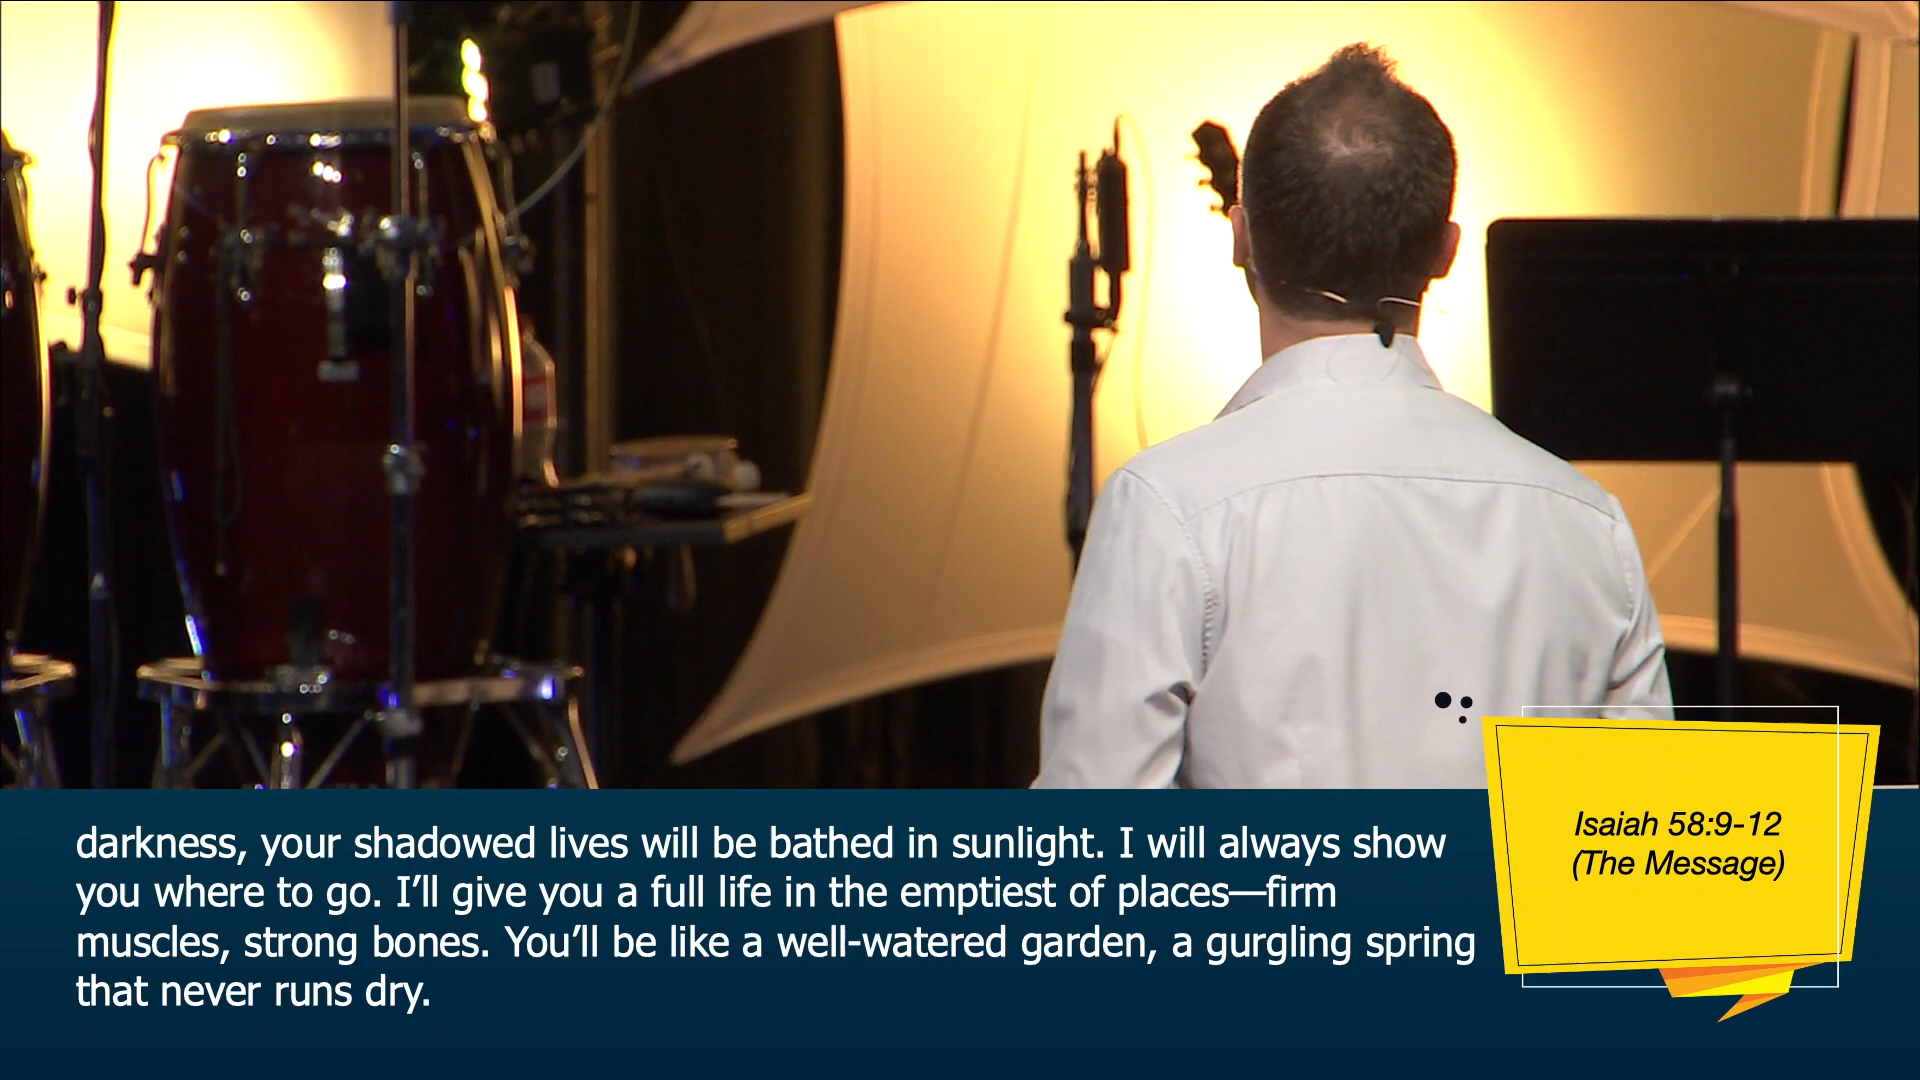 darkness, your shadowed lives will be bathed in sunlight. I will always show
you where to go. I’ll give you a full life in the emptiest of places—firm
muscles, strong bones. You’ll be like a well-watered garden, a gurgling spring
that never runs dry.
Isaiah 58:9-12
(The Message)